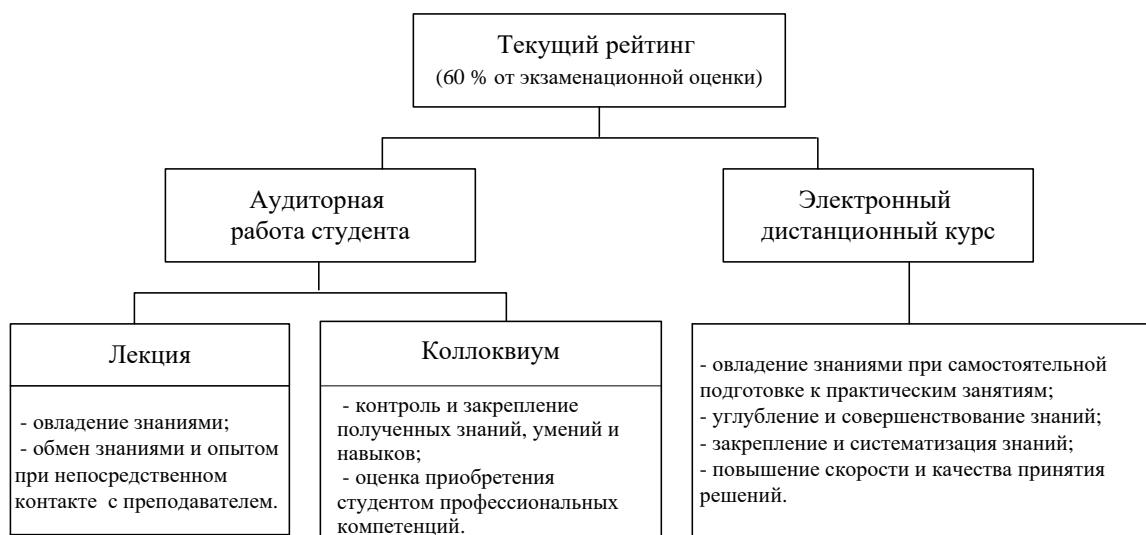 Текущий рейтинг
(60 % от экзаменационной оценки)
Аудиторная
работа студента
Электронный
дистанционный курс
Лекция
- овладение знаниями;
- обмен знаниями и опытом
при непосредственном
контакте с преподавателем.
Коллоквиум
- контроль и закрепление
полученных знаний, умений и
навыков;
- оценка приобретения
студентом профессиональных
компетенций.
- овладение знаниями при самостоятельной
подготовке к практическим занятиям;
- углубление и совершенствование знаний;
- закрепление и систематизация знаний;
- повышение скорости и качества принятия
решений.